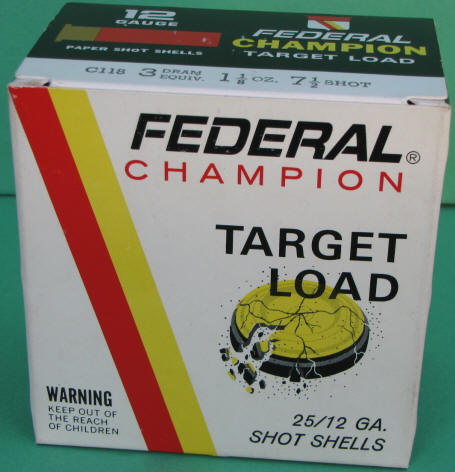 12
GAUGE
PAPER SHOT SHELLS
FEDERAL
CHAMPION
TARGET LOAD
C118 3 DRAM EQUIV. 1 1/8 OZ. 7 1/2 SHOT
FEDERAL®
CHAMPION
TARGET
LOAD
WARNING
KEEP OUT OF
THE REACH
OF CHILDREN
25/12 GA.
SHOT SHELLS